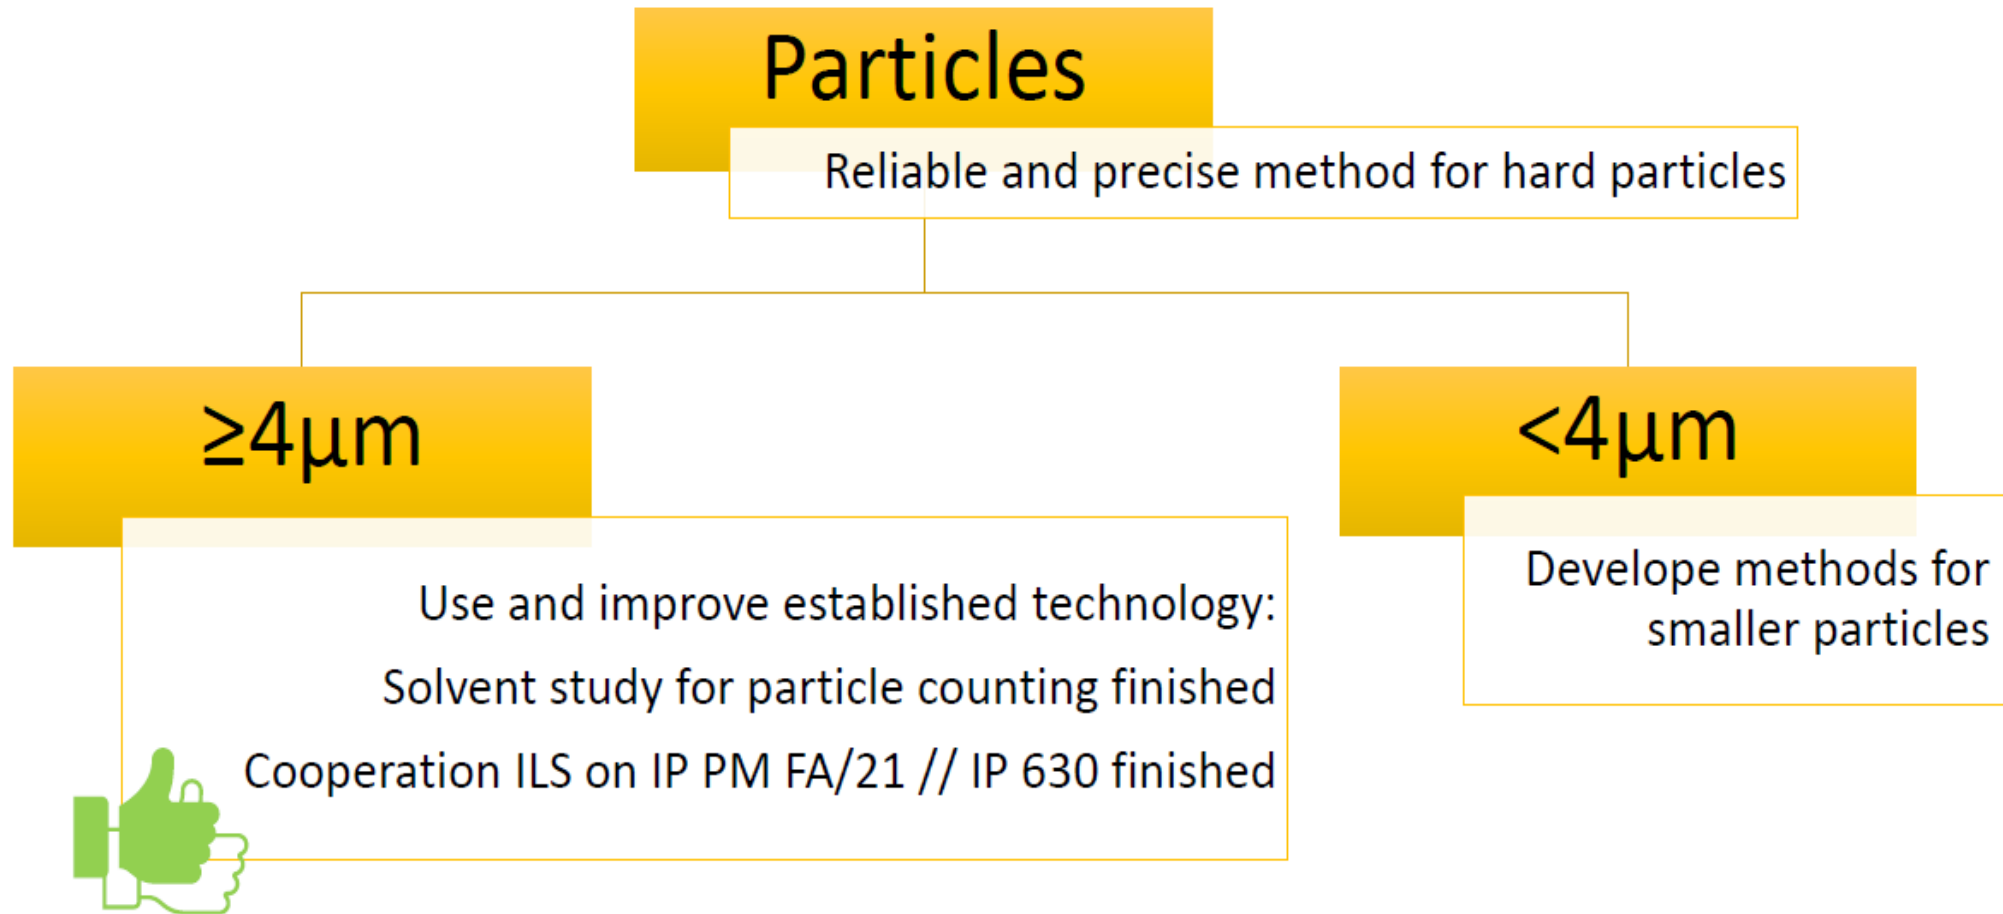 Particles
Reliable and precise method for hard particles
≥4µm
Use and improve established technology:
Solvent study for particle counting finished
Cooperation ILS on IP PM FA/21 // IP 630 finished
<4µm
Develope methods for
smaller particles